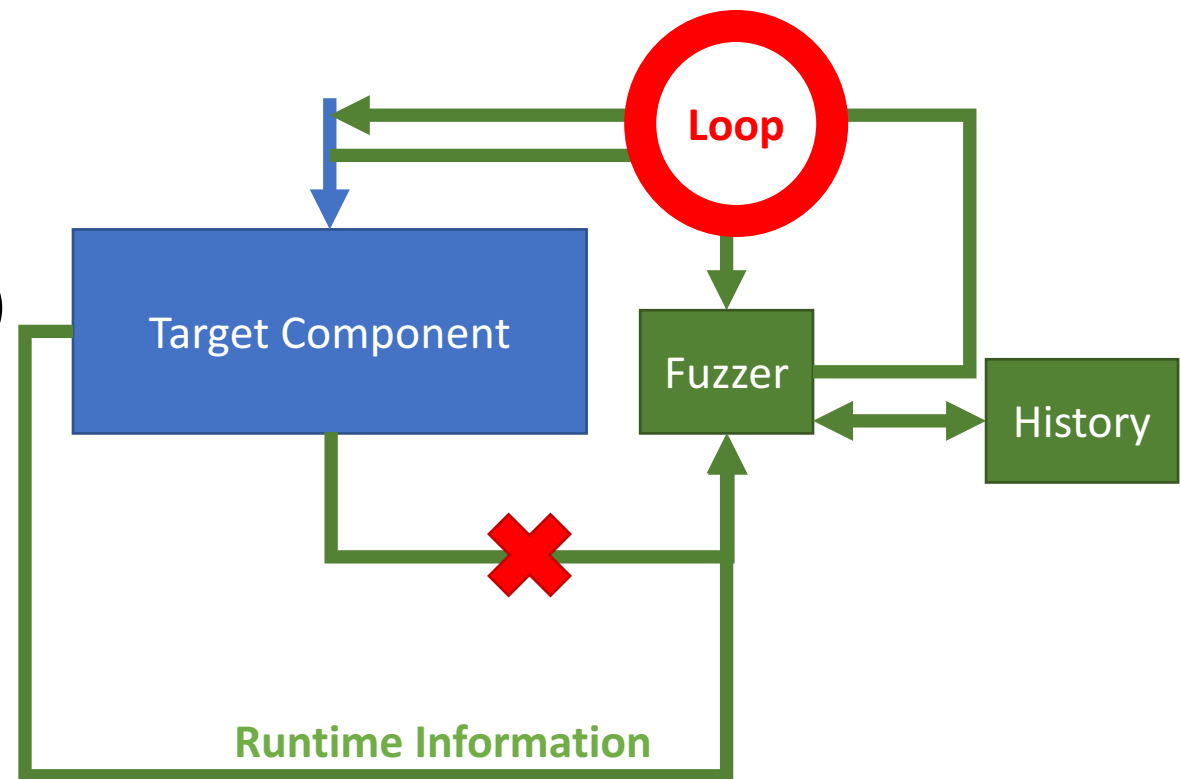 Loop
Target Component
Fuzzer
History
Runtime Information